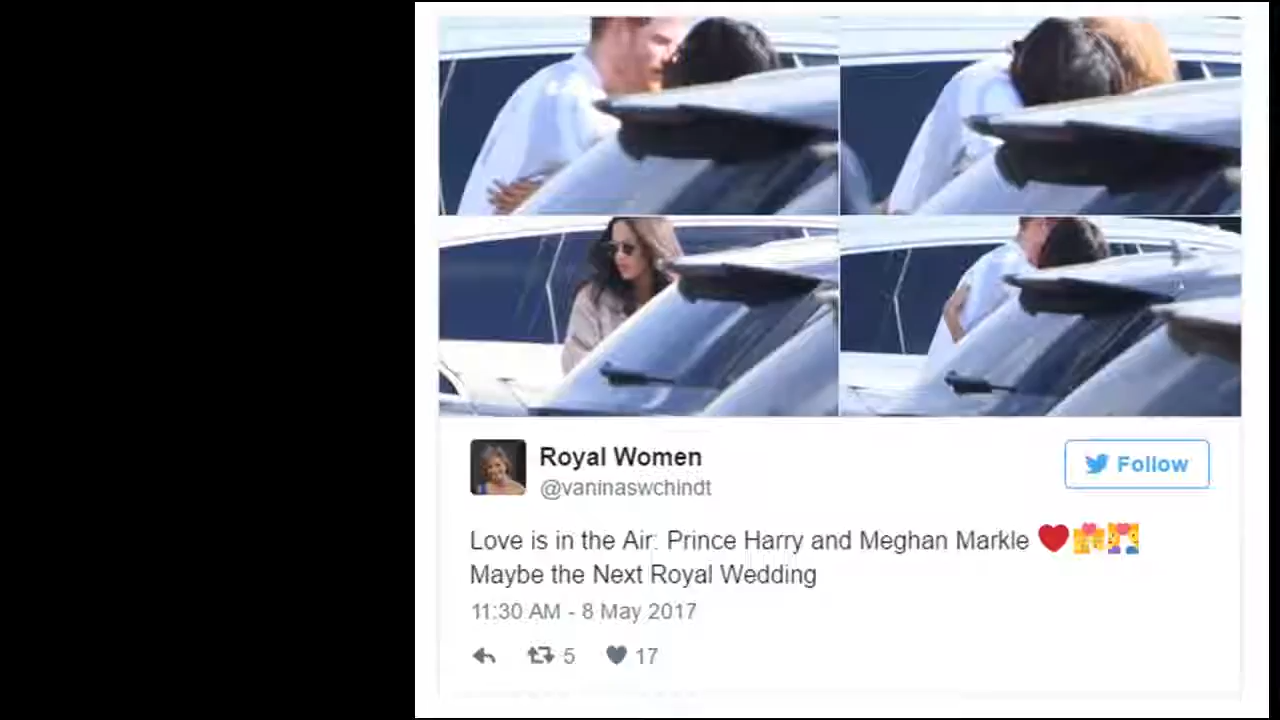 Royal Women
@vaninaswchindt
Follow
Love is in the Air: Prince Harry and Meghan Markle ❤️💏💑
Maybe the Next Royal Wedding
11:30 AM - 8 May 2017
5 17